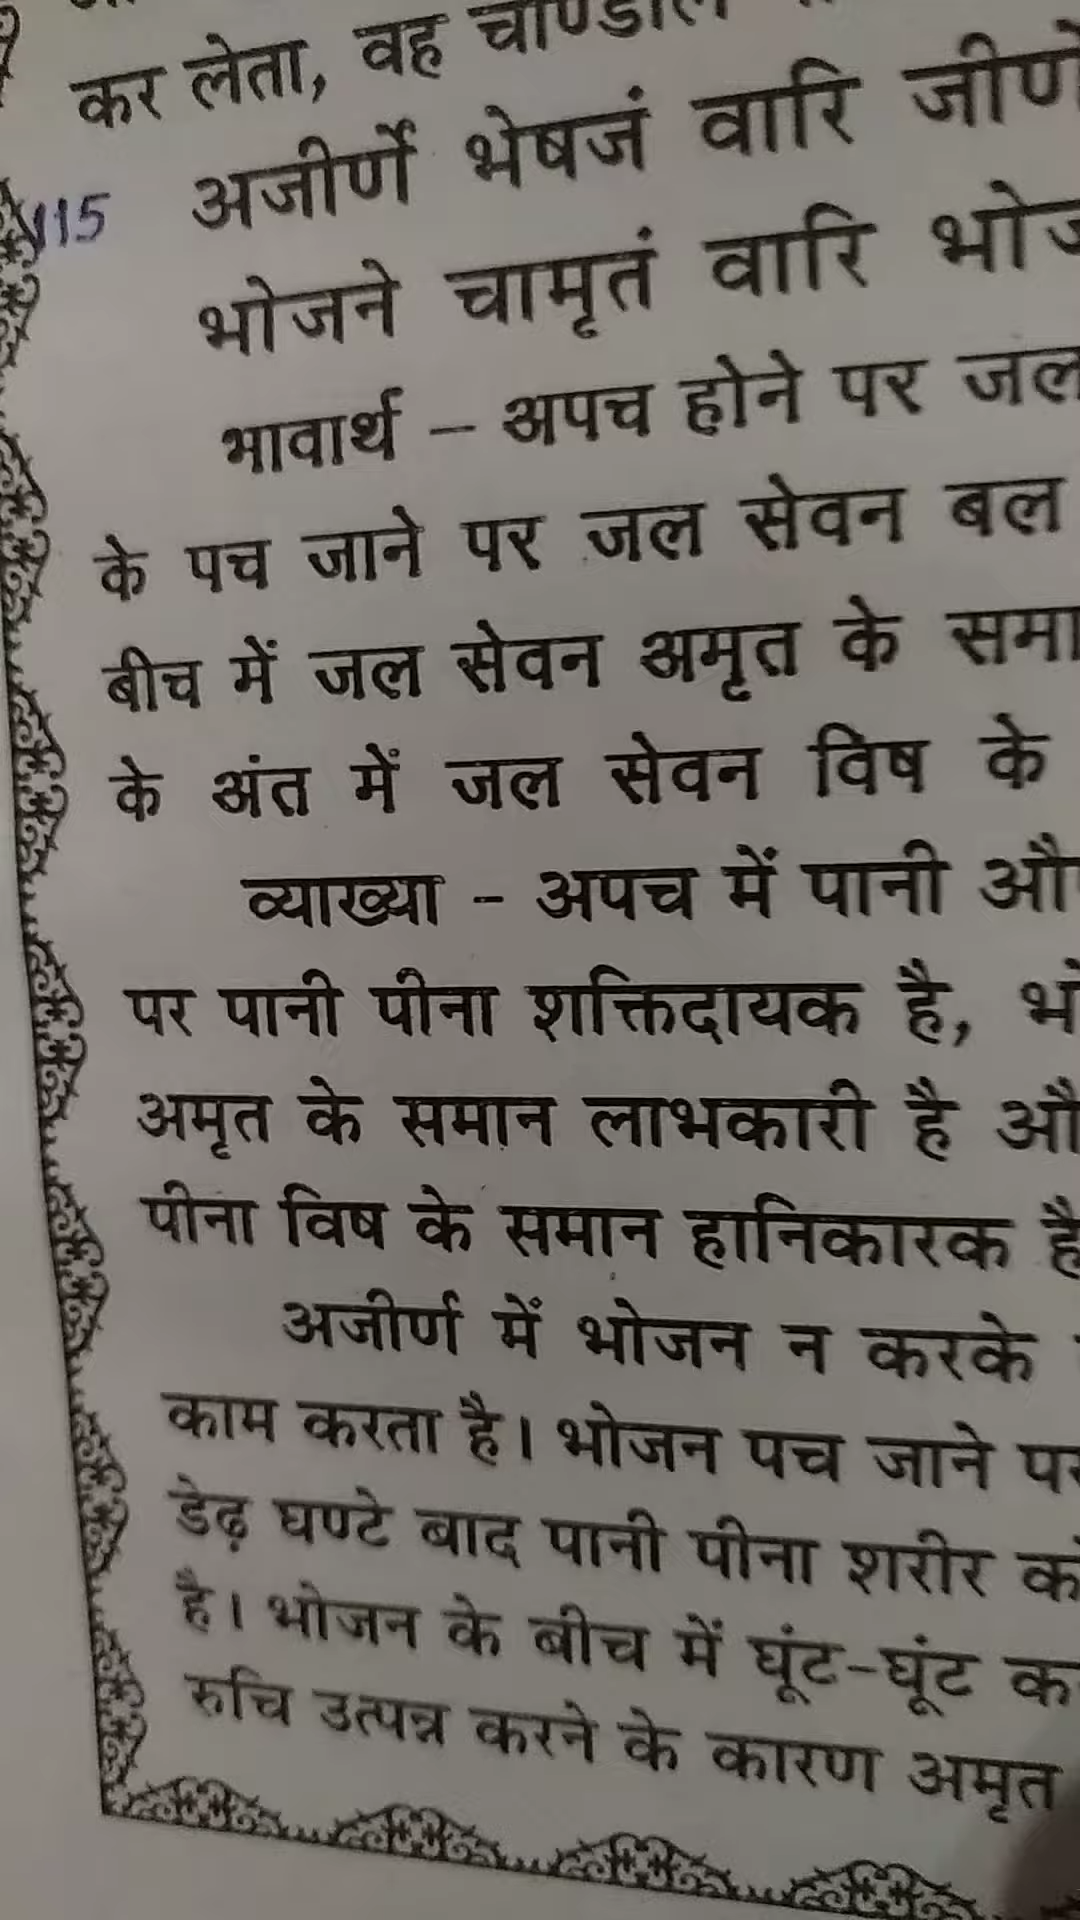 कर लेता, वह चाण्डाल
115 अजीर्णे भेषजं वारि जीर्णे
भोजने चामृतं वारि
भावार्थ – अपच होने पर जल
के पच जाने पर जल सेवन बल
बीच में जल सेवन अमृत के समा
के अंत में जल सेवन विष के
व्याख्या - अपच में पानी
पर पानी पीना शक्तिदायक है,
अमृत के समान लाभकारी है
पीना विष के समान हानिकारक है
अजीर्ण में भोजन न करके
काम करता है। भोजन पच जाने पर
डेढ़ घण्टे बाद पानी पीना शरीर
है। भोजन के बीच में घूंट-घूंट
रुचि उत्पन्न करने के कारण अमृत